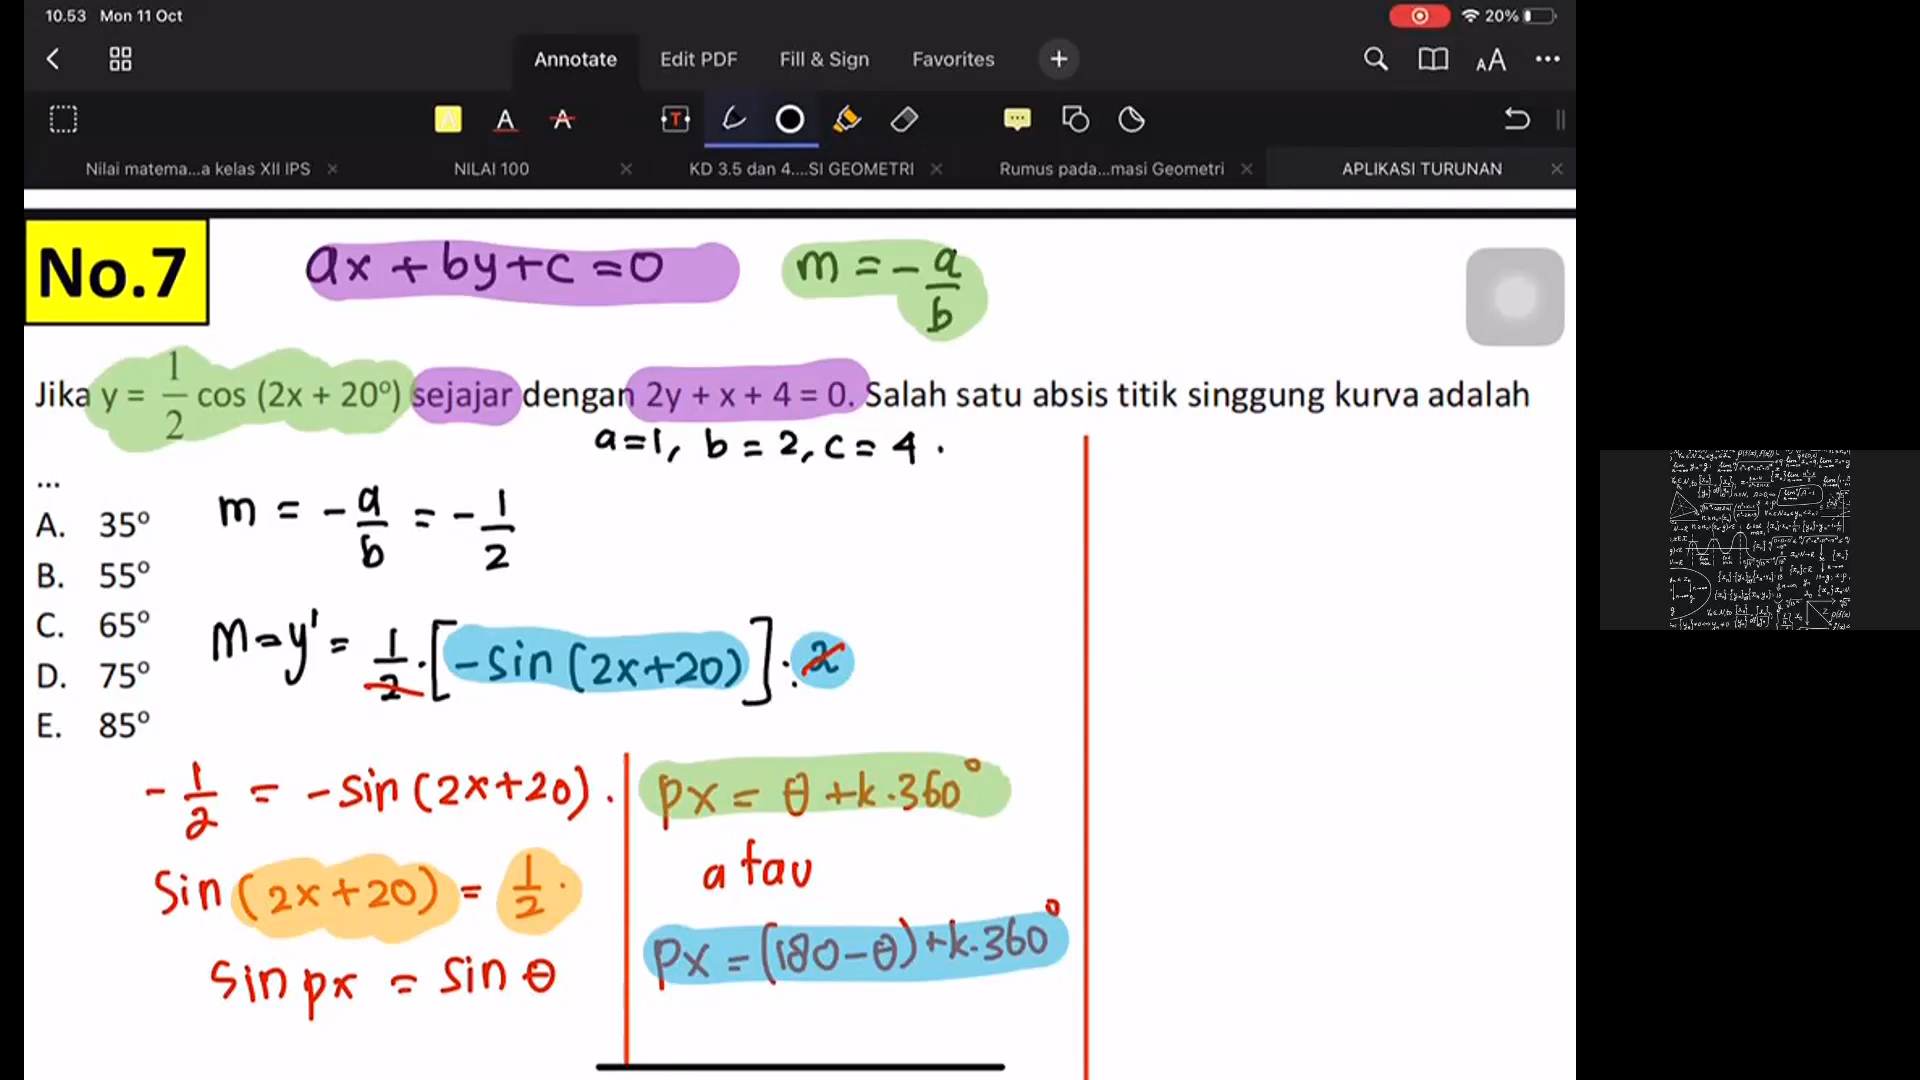 10.53 Mon 11 Oct
20%
Annotate
Edit PDF
Fill & Sign
Favorites
Nilai matema...a kelas XII IPS
NILAI 100
KD 3.5 dan 4....SI GEOMETRI
Rumus pada...masi Geometri
APLIKASI TURUNAN
No.7
ax + by + c = 0
m = - a/b
Jika y = 1/2 cos (2x + 20°) sejajar dengan 2y + x + 4 = 0. Salah satu absis titik singgung kurva adalah
...
a=1, b = 2, c = 4 .
A. 35°
B. 55°
C. 65°
D. 75°
E. 85°
m = - a/b = - 1/2
m = y' = 1/2 . [-sin (2x+20)] . 2
- 1/2 = -sin (2x+20) .
Sin (2x+20) = 1/2 .
Sin px = sin θ
px = θ + k.360°
atau
px = (180-θ) + k.360°